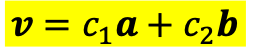 v = c₁a + c₂b